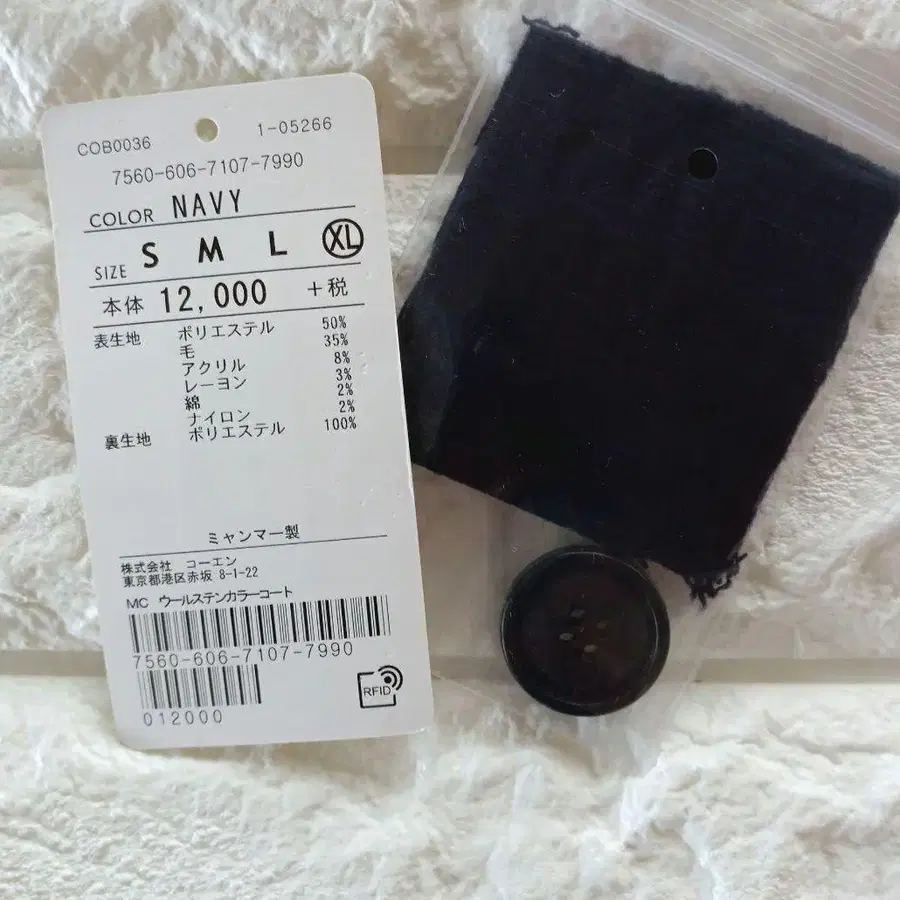 COB0036 1-05266
7560-606-7107-7990
COLOR NAVY
SIZE S M L XL
本体 12,000 +税
表生地 ポリエステル 50%
毛 35%
アクリル 8%
レーヨン 3%
綿 2%
ナイロン 2%
裏生地 ポリエステル 100%
ミャンマー製
株式会社 コーエン
東京都港区赤坂 8-1-22
MC ウールステンカラーコート
7560-606-7107-7990
RFID
012000